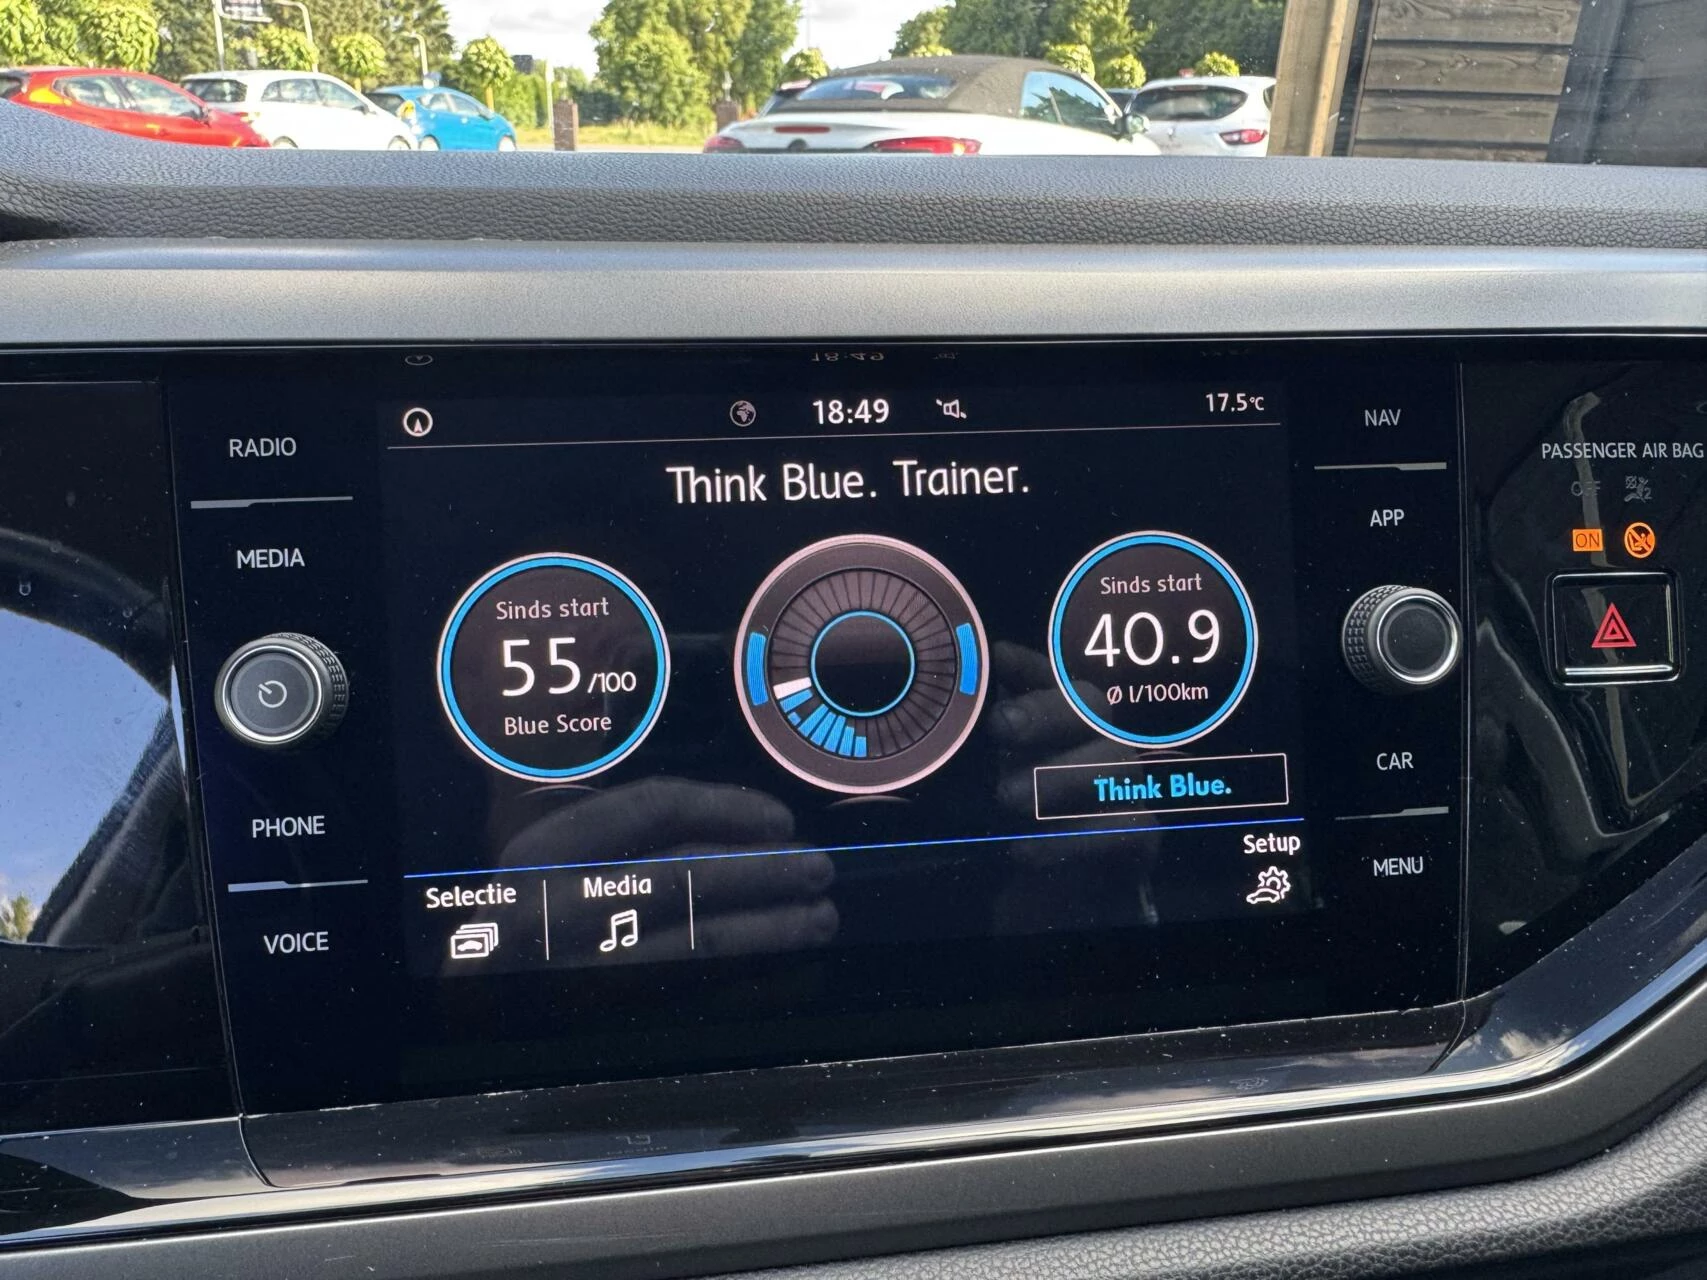 18:49
17.5°C
RADIO
MEDIA
PHONE
VOICE
Think Blue. Trainer.
Sinds start
55/100
Blue Score
Sinds start
40.9
Ø l/100km
Think Blue.
Selectie
Media
Setup
NAV
APP
CAR
MENU
PASSENGER AIR BAG
OFF
ON